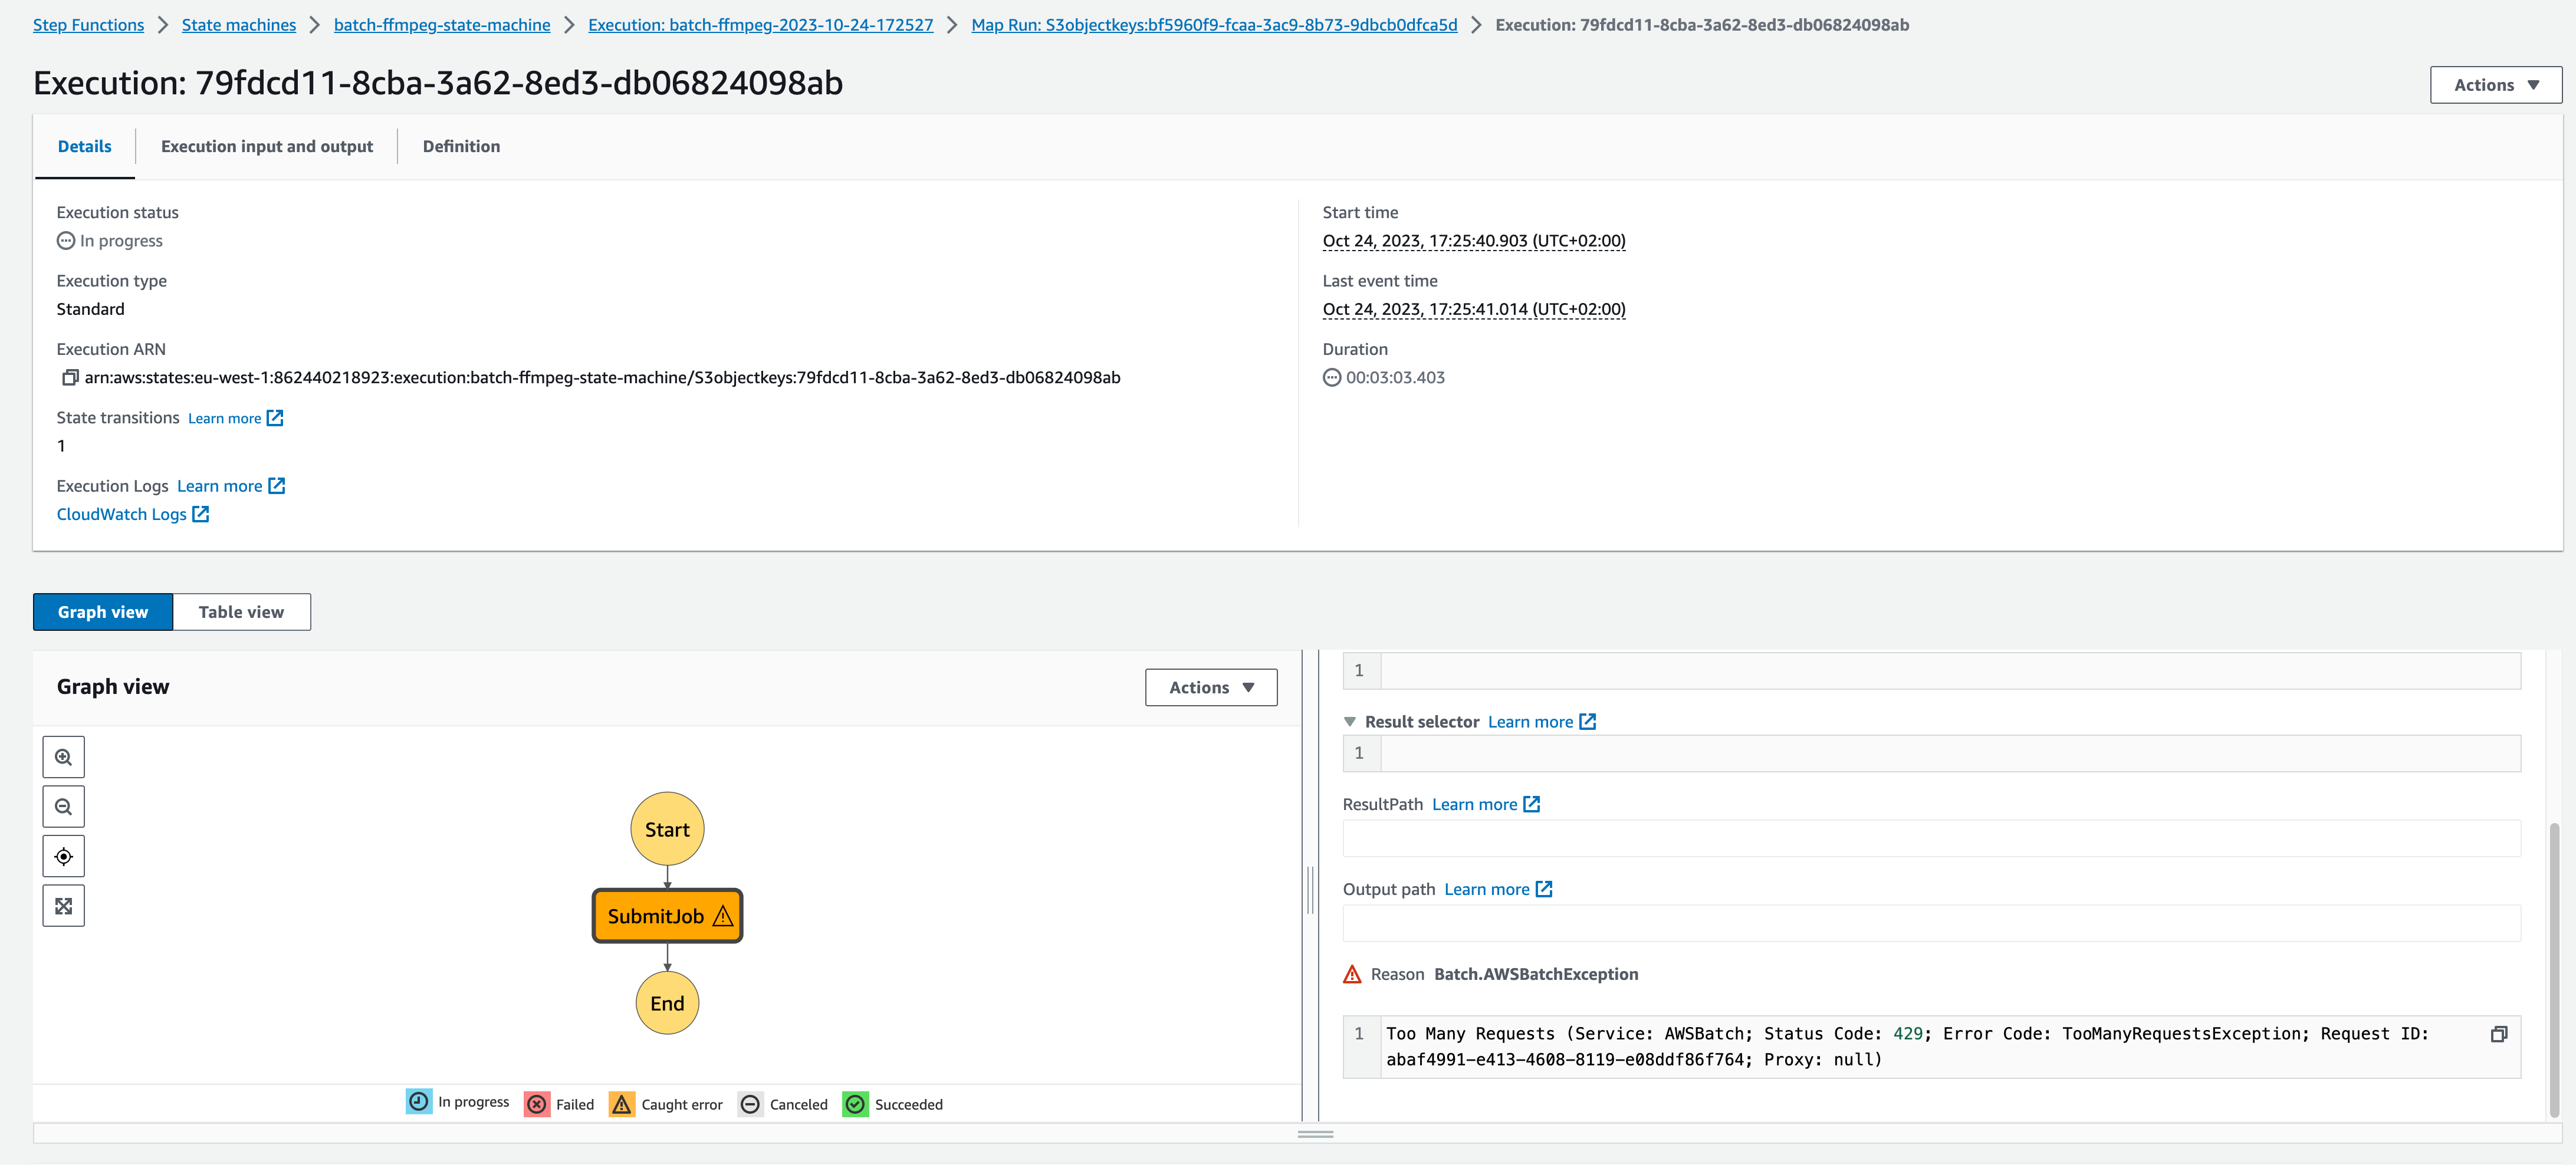 Step Functions > State machines > batch-ffmpeg-state-machine > Execution: batch-ffmpeg-2023-10-24-172527 > Map Run: S3objectkeys:bf5960f9-fcaa-3ac9-8b73-9dbcb0dfca5d > Execution: 79fdcd11-8cba-3a62-8ed3-db06824098ab
Execution: 79fdcd11-8cba-3a62-8ed3-db06824098ab
Actions
Details
Execution input and output
Definition
Execution status
In progress
Execution type
Standard
Execution ARN
arn:aws:states:eu-west-1:862440218923:execution:batch-ffmpeg-state-machine/S3objectkeys:79fdcd11-8cba-3a62-8ed3-db06824098ab
State transitions Learn more
1
Execution Logs Learn more
CloudWatch Logs
Start time
Oct 24, 2023, 17:25:40.903 (UTC+02:00)
Last event time
Oct 24, 2023, 17:25:41.014 (UTC+02:00)
Duration
00:03:03.403
Graph view
Table view
Graph view
Actions
Start
SubmitJob
End
In progress
Failed
Caught error
Canceled
Succeeded
1
Result selector Learn more
1
ResultPath Learn more
Output path Learn more
Reason Batch.AWSBatchException
1
Too Many Requests (Service: AWSBatch; Status Code: 429; Error Code: TooManyRequestsException; Request ID:
abaf4991-e413-4608-8119-e08ddf86f764; Proxy: null)